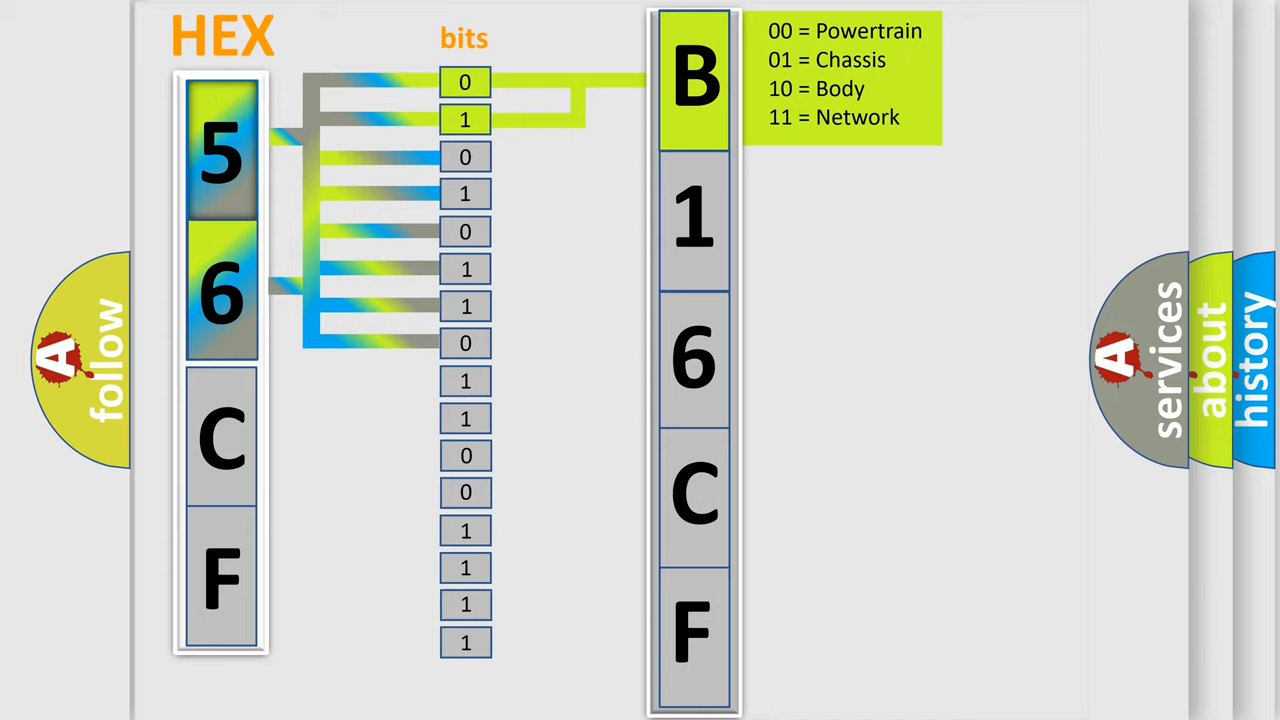 HEX
bits
5
6
C
F
0
1
0
1
0
1
1
0
1
1
0
0
1
1
1
1
B
1
6
C
F
00 = Powertrain
01 = Chassis
10 = Body
11 = Network
A
follow
A
services
about
history